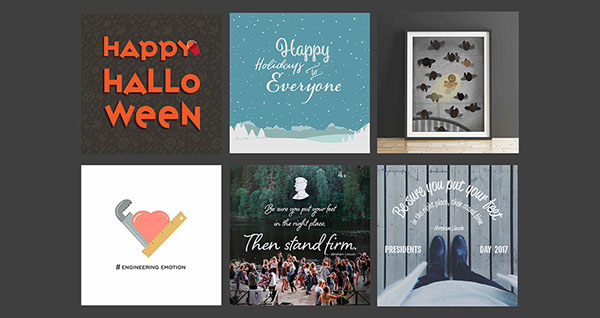 HAPPY
HALLO
WEEN
Happy
Holidays to
Everyone
# ENGINEERING EMOTION
Be sure you put your feet
in the right place.
Then stand firm.
- Abraham Lincoln
Be sure you put your feet
in the right place, then stand firm
- Abraham Lincoln
PRESIDENTS DAY 2017